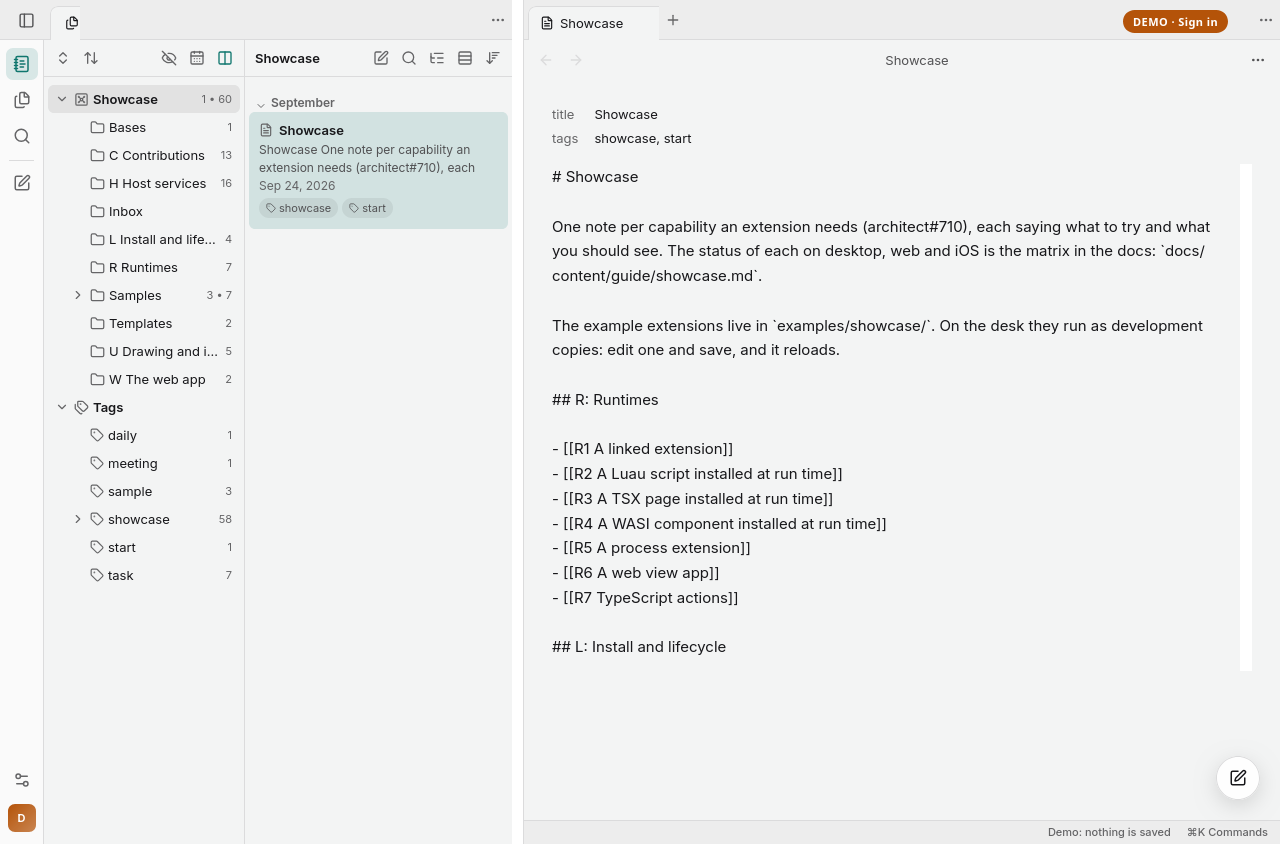 Showcase
DEMO · Sign in
Showcase
Showcase
Showcase 1 • 60
Bases 1
C Contributions 13
H Host services 16
Inbox
L Install and life... 4
R Runtimes 7
Samples 3 • 7
Templates 2
U Drawing and i... 5
W The web app 2
Tags
daily 1
meeting 1
sample 3
showcase 58
start 1
task 7
D
September
Showcase
Showcase One note per capability an
extension needs (architect#710), each
Sep 24, 2026
showcase start
title Showcase
tags showcase, start
# Showcase
One note per capability an extension needs (architect#710), each saying what to try and what
you should see. The status of each on desktop, web and iOS is the matrix in the docs: `docs/
content/guide/showcase.md`.
The example extensions live in `examples/showcase/`. On the desk they run as development
copies: edit one and save, and it reloads.
## R: Runtimes
- [[R1 A linked extension]]
- [[R2 A Luau script installed at run time]]
- [[R3 A TSX page installed at run time]]
- [[R4 A WASI component installed at run time]]
- [[R5 A process extension]]
- [[R6 A web view app]]
- [[R7 TypeScript actions]]
## L: Install and lifecycle
Demo: nothing is saved ⌘K Commands